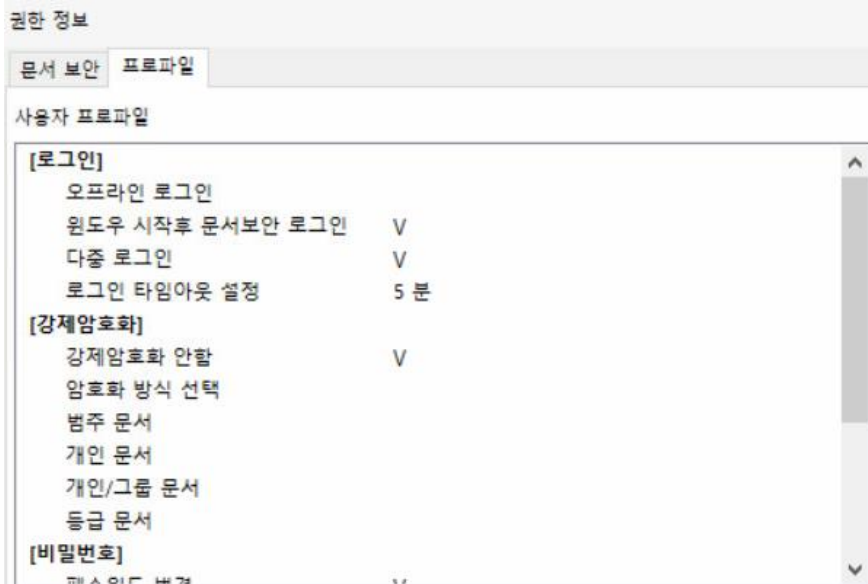 권한 정보
문서 보안 프로파일
사용자 프로파일
[로그인]
오프라인 로그인
윈도우 시작후 문서보안 로그인 V
다중 로그인 V
로그인 타임아웃 설정 5 분
[강제암호화]
강제암호화 안함 V
암호화 방식 선택
범주 문서
개인 문서
개인/그룹 문서
등급 문서
[비밀번호]